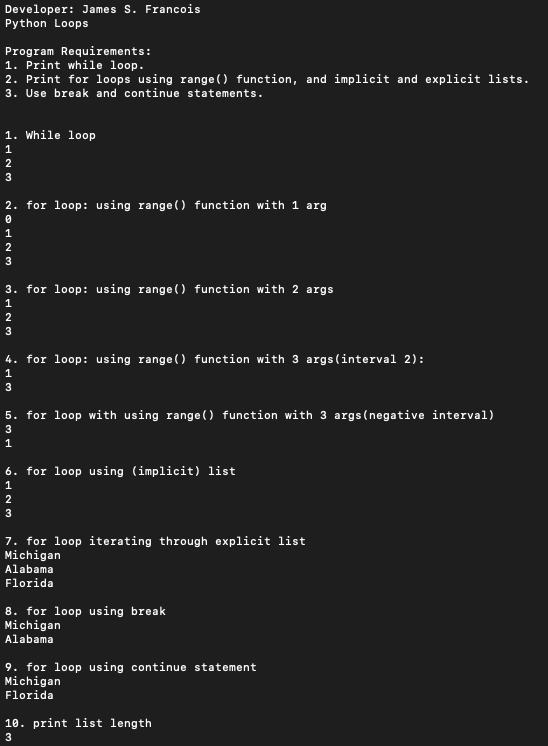 Developer: James S. Francois
Python Loops
Program Requirements:
1. Print while loop.
2. Print for loops using range() function, and implicit and explicit lists.
3. Use break and continue statements.
1. While loop
1
2
3
2. for loop: using range() function with 1 arg
0
1
2
3
3. for loop: using range() function with 2 args
1
2
3
4. for loop: using range() function with 3 args(interval 2):
1
3
5. for loop with using range() function with 3 args(negative interval)
3
1
6. for loop using (implicit) list
1
2
3
7. for loop iterating through explicit list
Michigan
Alabama
Florida
8. for loop using break
Michigan
Alabama
9. for loop using continue statement
Michigan
Florida
10. print list length
3